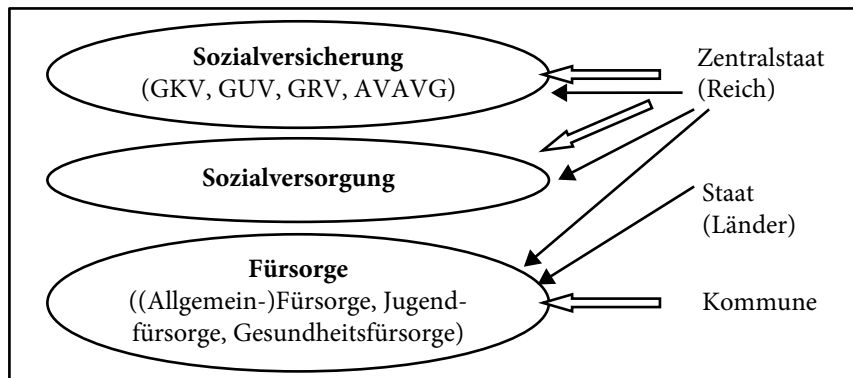 Sozialversicherung
(GKV, GUV, GRV, AVAVG)
Zentralstaat
(Reich)
Sozialversorgung
Staat
(Länder)
Fürsorge
((Allgemein-)Fürsorge, Jugend-
fürsorge, Gesundheitsfürsorge)
Kommune